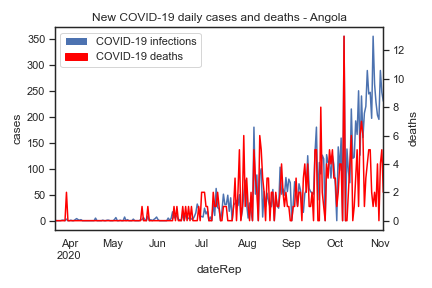 New COVID-19 daily cases and deaths - Angola
COVID-19 infections
COVID-19 deaths
cases
350
300
250
200
150
100
50
0
deaths
12
10
8
6
4
2
0
Apr May Jun Jul Aug Sep Oct Nov
2020
dateRep